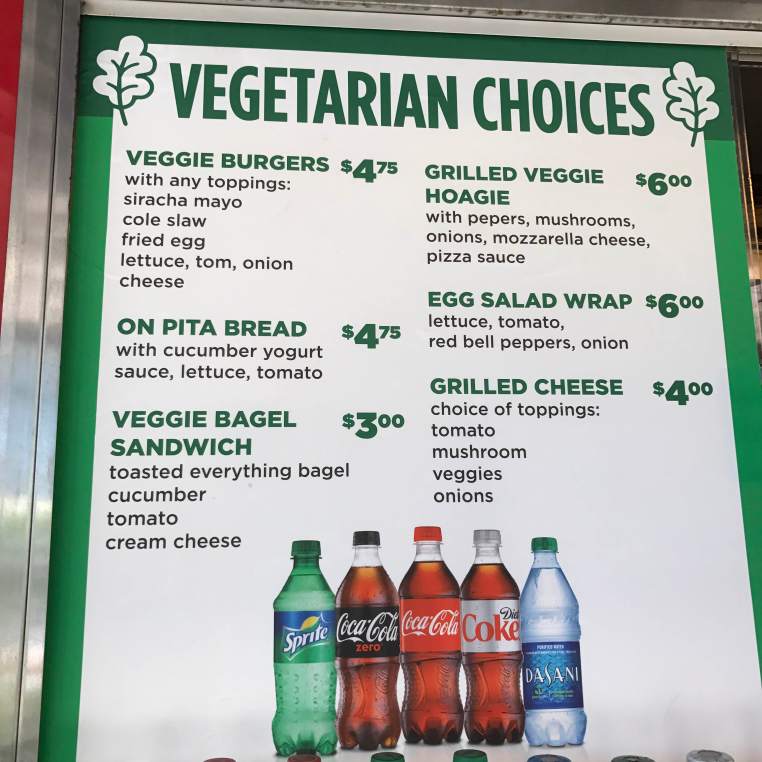 VEGETARIAN CHOICES
VEGGIE BURGERS $4.75
with any toppings:
siracha mayo
cole slaw
fried egg
lettuce, tom, onion
cheese
ON PITA BREAD $4.75
with cucumber yogurt
sauce, lettuce, tomato
VEGGIE BAGEL $3.00
SANDWICH
toasted everything bagel
cucumber
tomato
cream cheese
GRILLED VEGGIE $6.00
HOAGIE
with pepers, mushrooms,
onions, mozzarella cheese,
pizza sauce
EGG SALAD WRAP $6.00
lettuce, tomato,
red bell peppers, onion
GRILLED CHEESE $4.00
choice of toppings:
tomato
mushroom
veggies
onions
Sprite
Coca-Cola
zero
Coca-Cola
Diet
Coke
PURIFIED WATER
DASANI